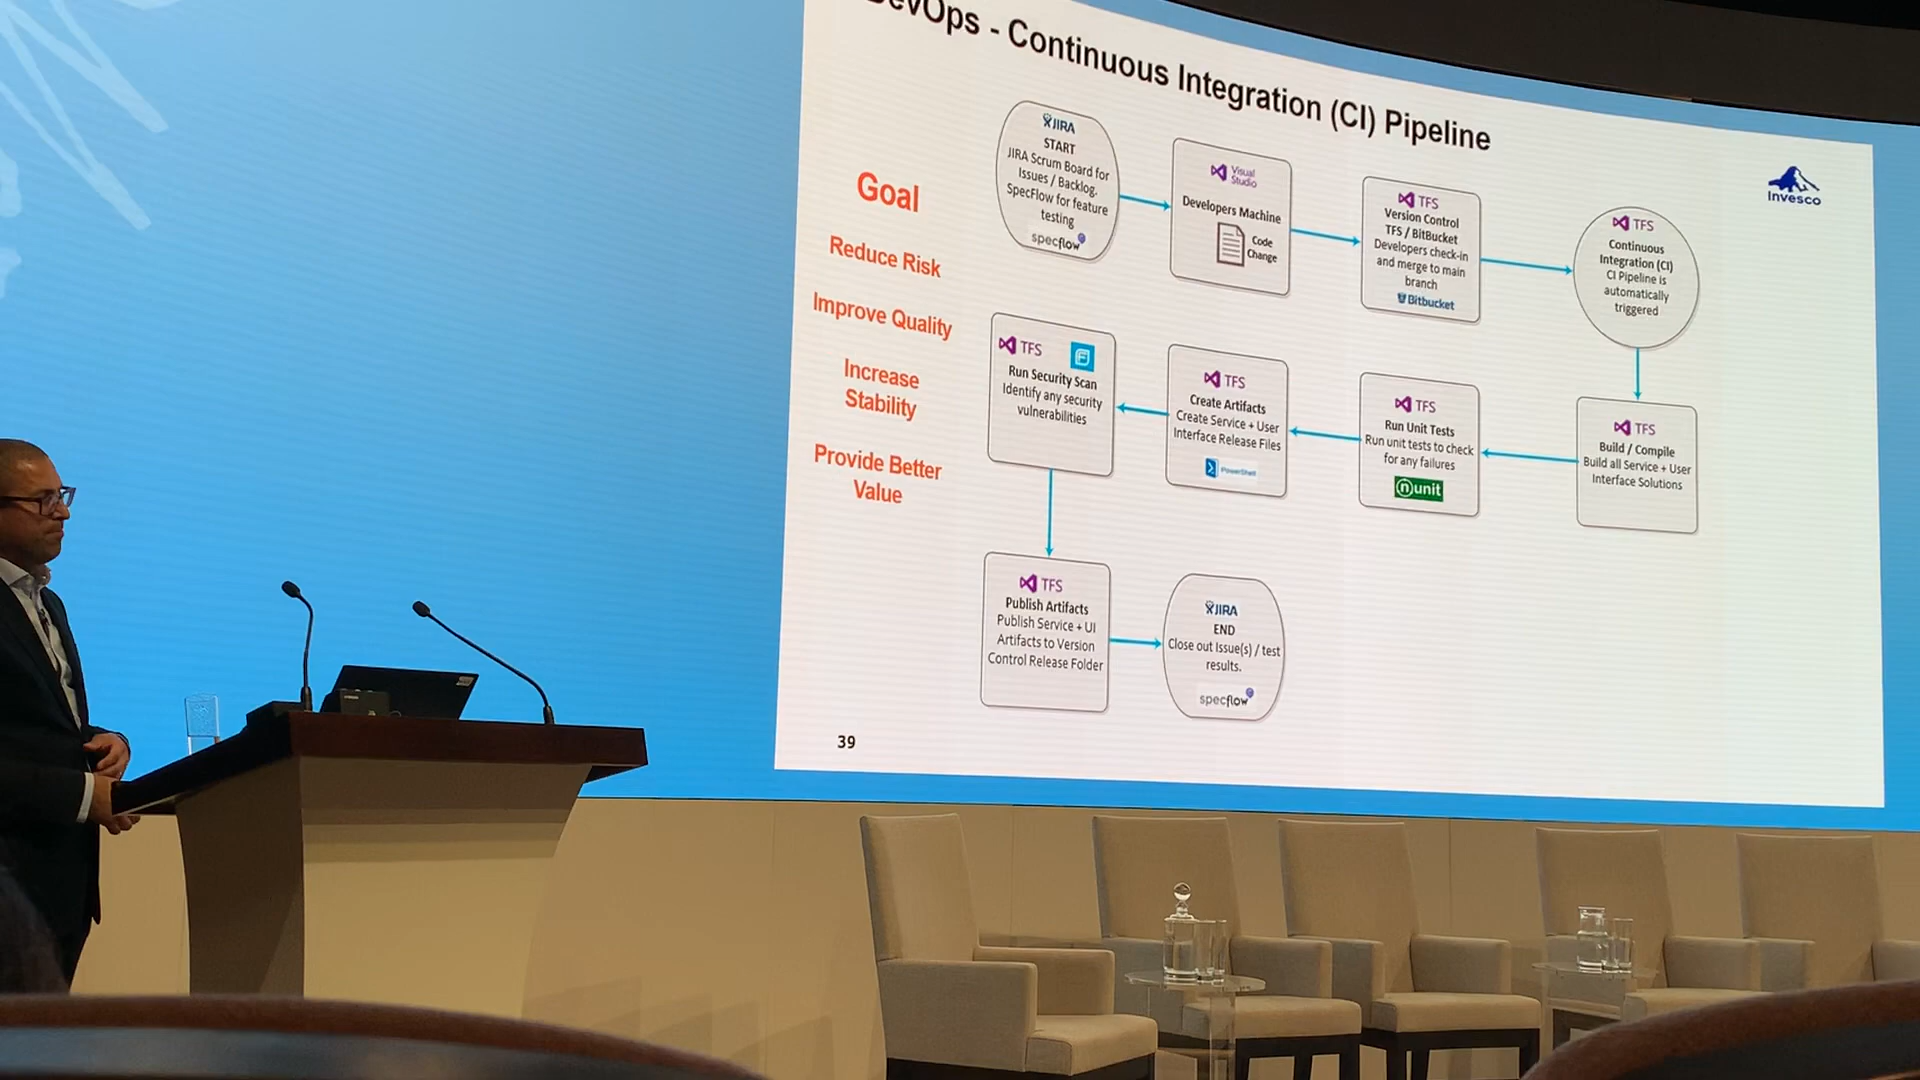 DevOps - Continuous Integration (CI) Pipeline
Invesco
Goal
Reduce Risk
Improve Quality
Increase
Stability
Provide Better
Value
JIRA
START
JIRA Scrum Board for
Issues / Backlog.
SpecFlow for feature
testing
specflow
Visual
Studio
Developers Machine
Code
Change
TFS
Version Control
TFS / BitBucket
Developers check-in
and merge to main
branch
Bitbucket
TFS
Continuous
Integration (CI)
CI Pipeline is
automatically
triggered
TFS
Build / Compile
Build all Service + User
Interface Solutions
TFS
Run Unit Tests
Run unit tests to check
for any failures
nunit
TFS
Create Artifacts
Create Service + User
Interface Release Files
PowerShell
TFS
Run Security Scan
Identify any security
vulnerabilities
TFS
Publish Artifacts
Publish Service + UI
Artifacts to Version
Control Release Folder
JIRA
END
Close out Issue(s) / test
results.
specflow
39